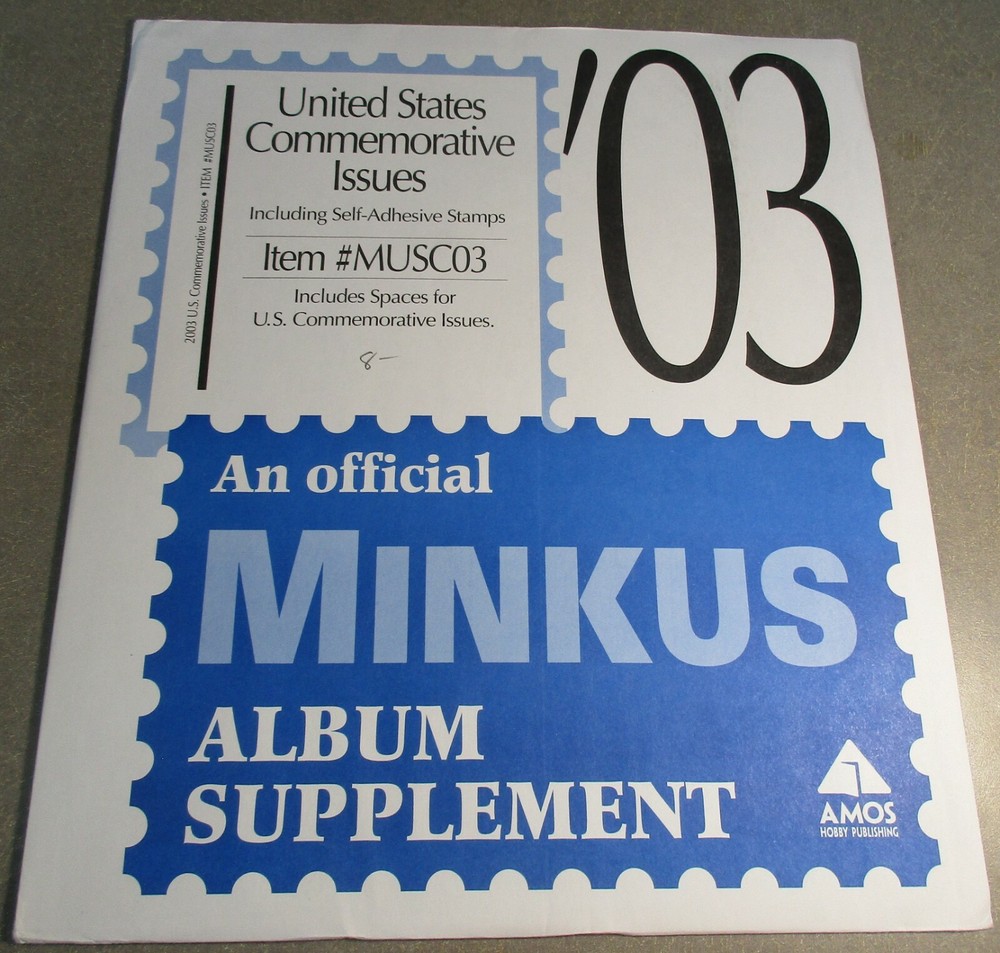 '03
United States
Commemorative
Issues
Including Self-Adhesive Stamps
Item #MUSC03
Includes Spaces for
U.S. Commemorative Issues.
8-
2003 U.S. Commemorative Issues • ITEM #MUSC03
An official
MINKUS
ALBUM
SUPPLEMENT
AMOS
HOBBY PUBLISHING